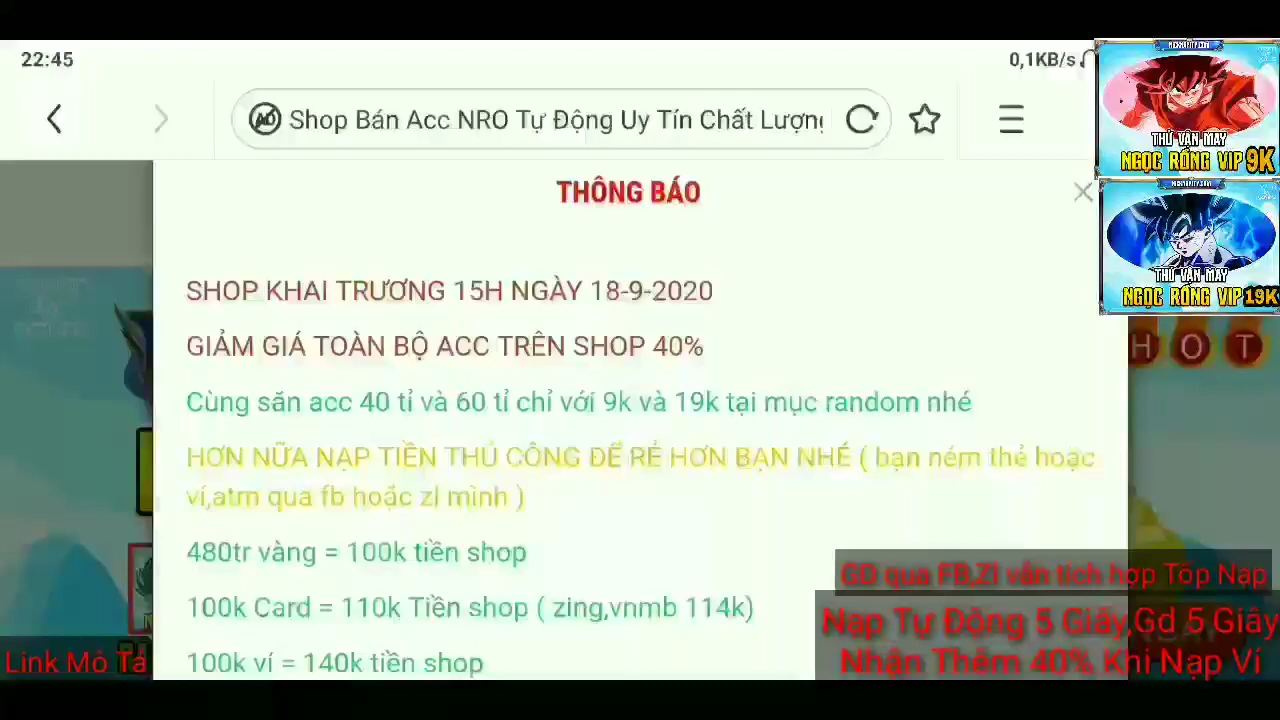 22:45
0,1KB/s
Shop Bán Acc NRO Tự Động Uy Tín Chất Lượng
THỬ VẬN MAY
NGỌC RỒNG VIP 9K
THỬ VẬN MAY
NGỌC RỒNG VIP 19K
THÔNG BÁO
SHOP KHAI TRƯƠNG 15H NGÀY 18-9-2020
GIẢM GIÁ TOÀN BỘ ACC TRÊN SHOP 40%
Cùng săn acc 40 tỉ và 60 tỉ chỉ với 9k và 19k tại mục random nhé
HƠN NỮA NẠP TIỀN THỦ CÔNG ĐỂ RẺ HƠN BẠN NHÉ ( bạn ném thẻ hoặc
ví,atm qua fb hoặc zl mình )
480tr vàng = 100k tiền shop
100k Card = 110k Tiền shop ( zing,vnmb 114k)
100k ví = 140k tiền shop
HOT
GD qua FB,Zl vẫn tích hợp Tóp Nạp
Nạp Tự Động 5 Giây,Gd 5 Giây
Nhận Thêm 40% Khi Nạp Ví
Link Mô Tả